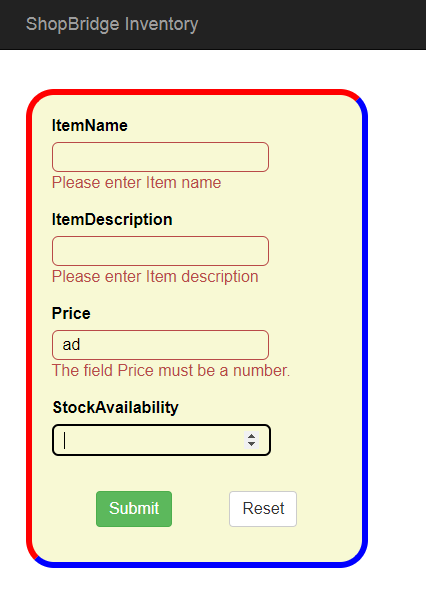 ShopBridge Inventory
ItemName
Please enter Item name
ItemDescription
Please enter Item description
Price
ad
The field Price must be a number.
StockAvailability
Submit Reset